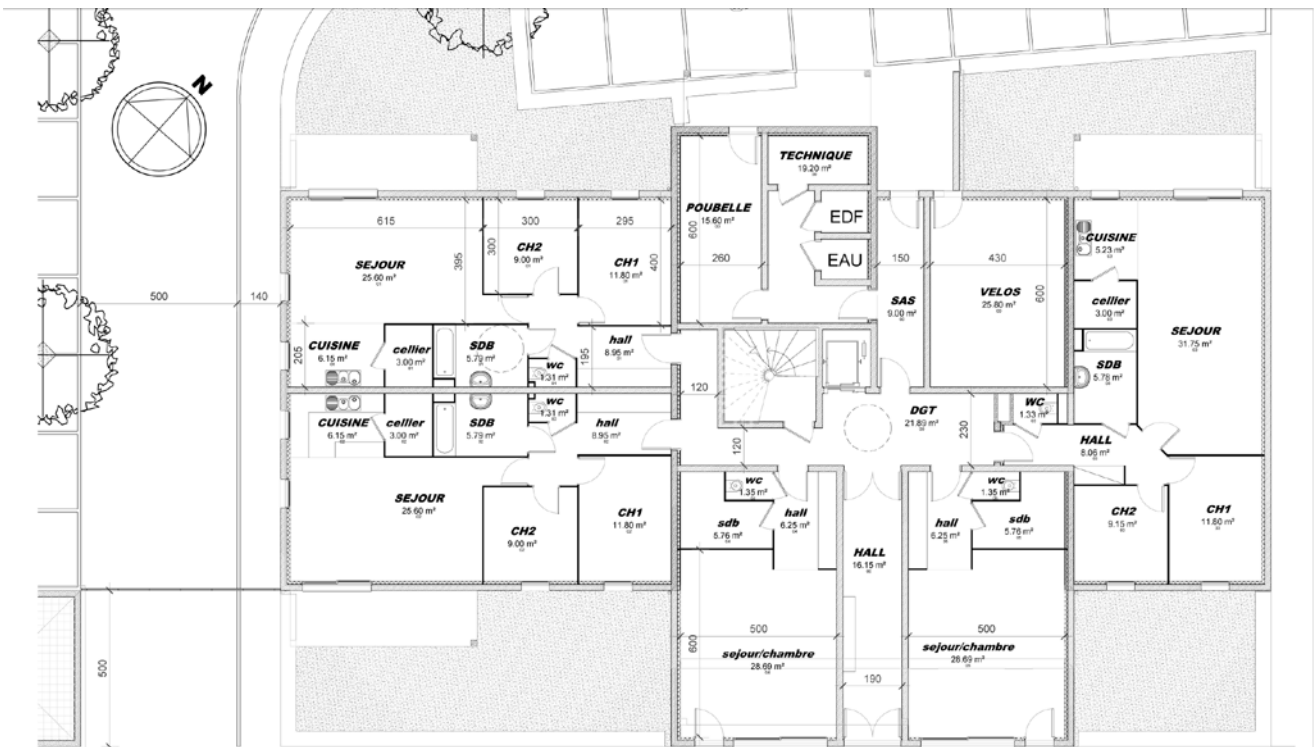 N
TECHNIQUE
19.20 m²
POUBELLE
15.60 m²
600
260
EDF
EAU
615
300
295
CH2
9.00 m²
300
395
SEJOUR
25.60 m²
CH1
11.80 m²
400
150
430
CUISINE
5.23 m²
SAS
9.00 m²
VELOS
25.80 m²
600
500
140
cellier
3.00 m²
SEJOUR
31.75 m²
205
CUISINE
6.15 m²
cellier
3.00 m²
SDB
5.79 m²
wc
1.31 m²
195
hall
8.95 m²
SDB
5.78 m²
120
wc
1.31 m²
CUISINE
6.15 m²
cellier
3.00 m²
SDB
5.79 m²
hall
8.95 m²
DGT
21.89 m²
WC
1.33 m²
120
230
HALL
8.06 m²
SEJOUR
25.60 m²
wc
1.35 m²
wc
1.35 m²
CH2
9.00 m²
CH1
11.80 m²
sdb
5.76 m²
hall
6.25 m²
hall
6.25 m²
sdb
5.76 m²
CH2
9.15 m²
CH1
11.60 m²
HALL
16.15 m²
500
600
500
500
sejour/chambre
28.69 m²
sejour/chambre
28.69 m²
190